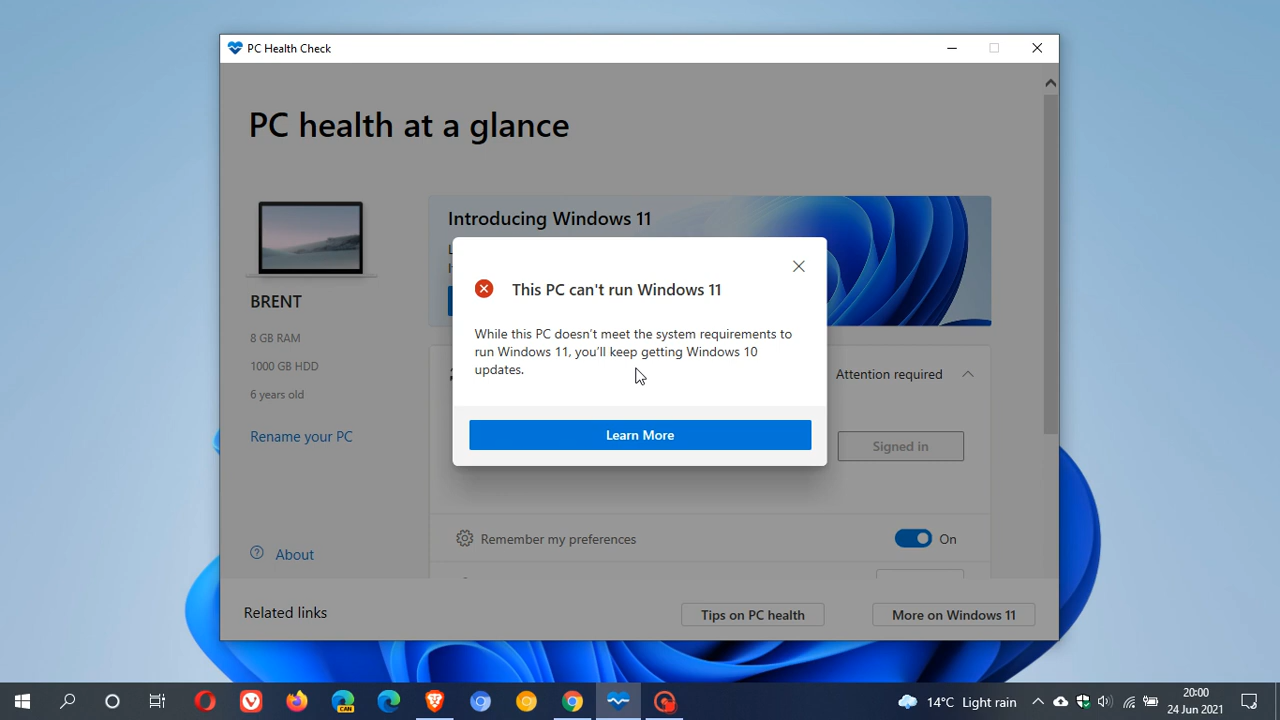 PC Health Check
PC health at a glance
BRENT
8 GB RAM
1000 GB HDD
6 years old
Rename your PC
About
Introducing Windows 11
This PC can't run Windows 11
While this PC doesn't meet the system requirements to
run Windows 11, you'll keep getting Windows 10
updates.
Learn More
Attention required
Signed in
Remember my preferences
On
Related links
Tips on PC health
More on Windows 11
CAN
14°C Light rain
20:00
24 Jun 2021